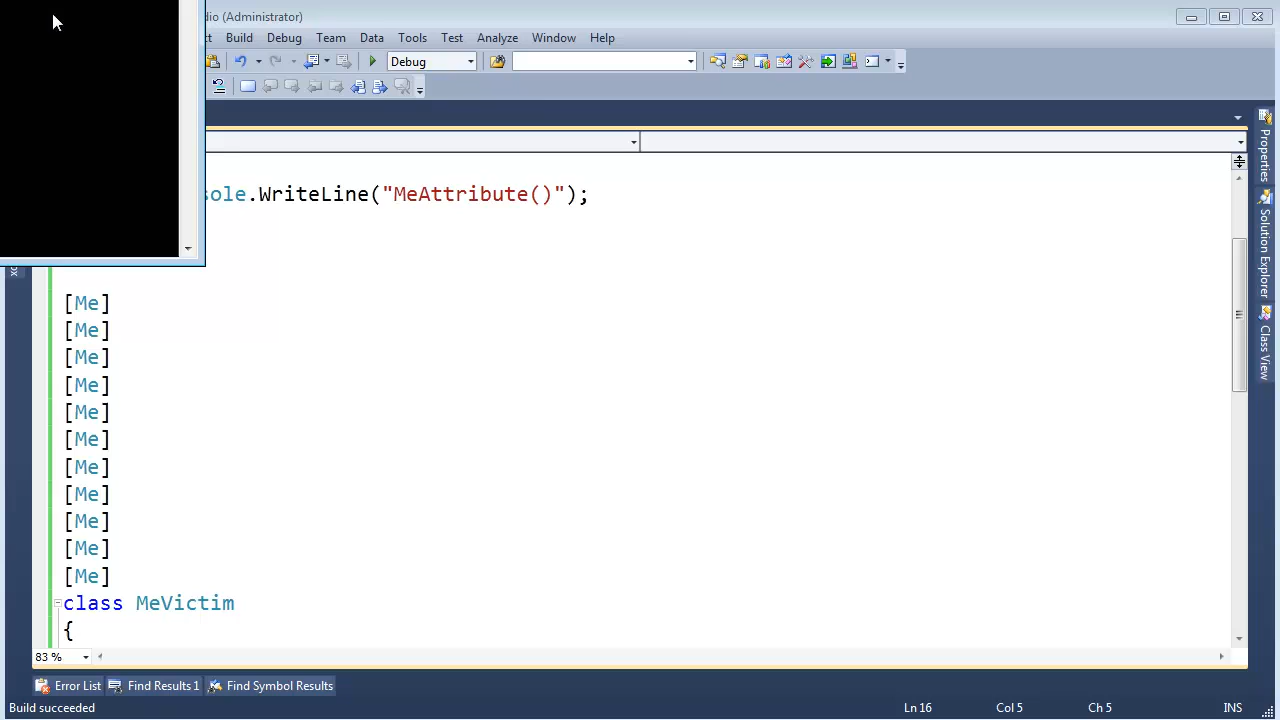 dio (Administrator)
Build Debug Team Data Tools Test Analyze Window Help
Debug
sole.WriteLine("MeAttribute()");
[Me]
[Me]
[Me]
[Me]
[Me]
[Me]
[Me]
[Me]
[Me]
[Me]
[Me]
class MeVictim
{
83 %
Error List Find Results 1 Find Symbol Results
Build succeeded Ln 16 Col 5 Ch 5 INS
Properties
Solution Explorer
Class View